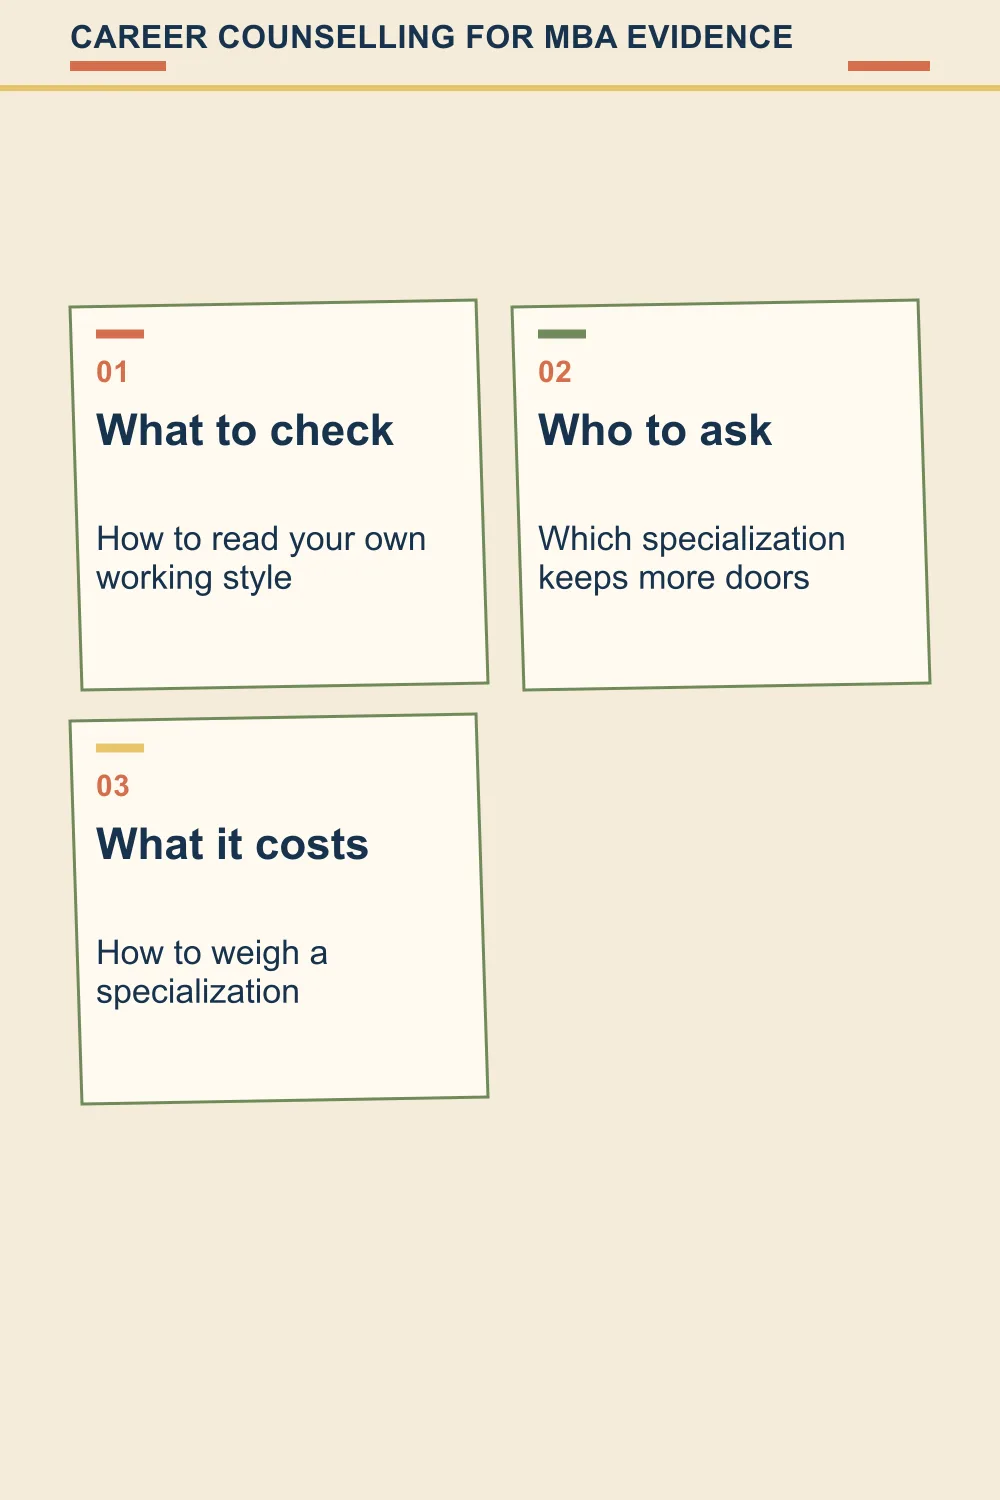 CAREER COUNSELLING FOR MBA EVIDENCE
01
What to check
How to read your own
working style
02
Who to ask
Which specialization
keeps more doors
03
What it costs
How to weigh a
specialization